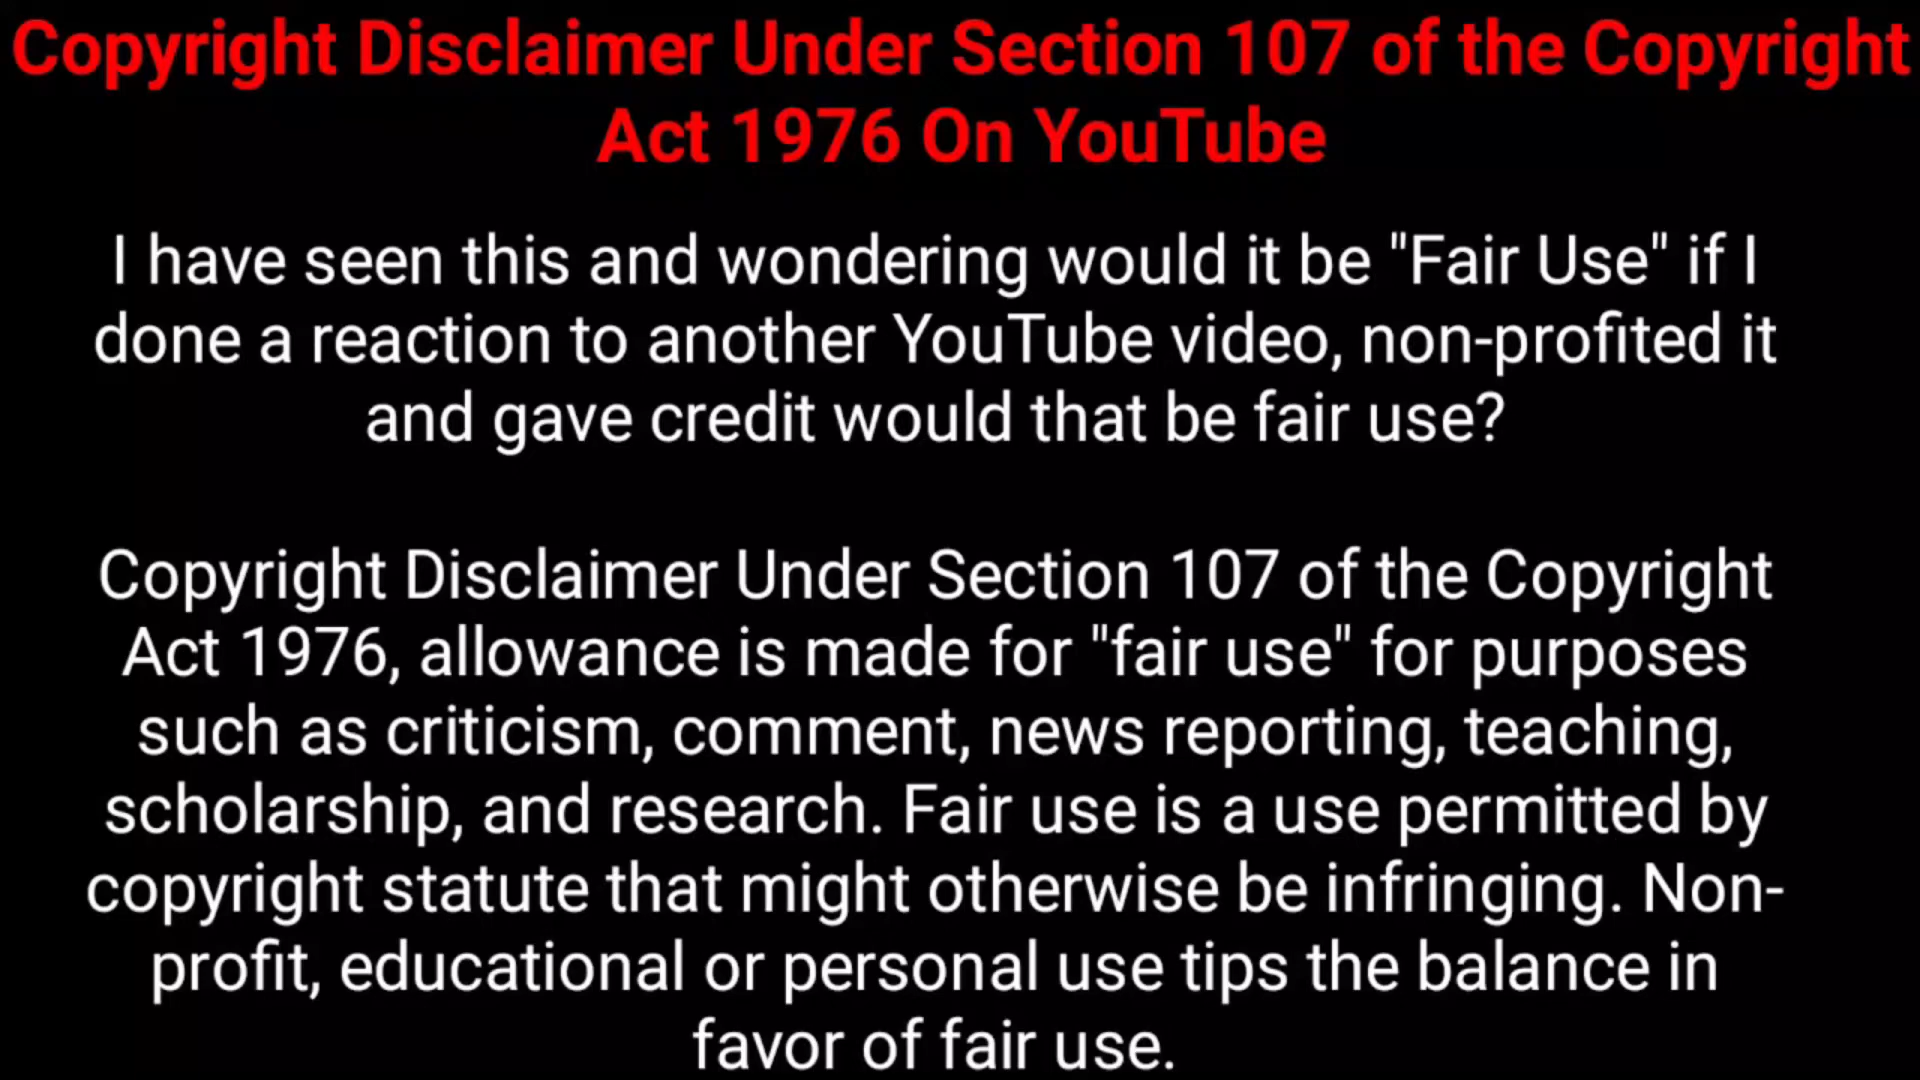 Copyright Disclaimer Under Section 107 of the Copyright
Act 1976 On YouTube
I have seen this and wondering would it be "Fair Use" if I
done a reaction to another YouTube video, non-profited it
and gave credit would that be fair use?
Copyright Disclaimer Under Section 107 of the Copyright
Act 1976, allowance is made for "fair use" for purposes
such as criticism, comment, news reporting, teaching,
scholarship, and research. Fair use is a use permitted by
copyright statute that might otherwise be infringing. Non-
profit, educational or personal use tips the balance in
favor of fair use.